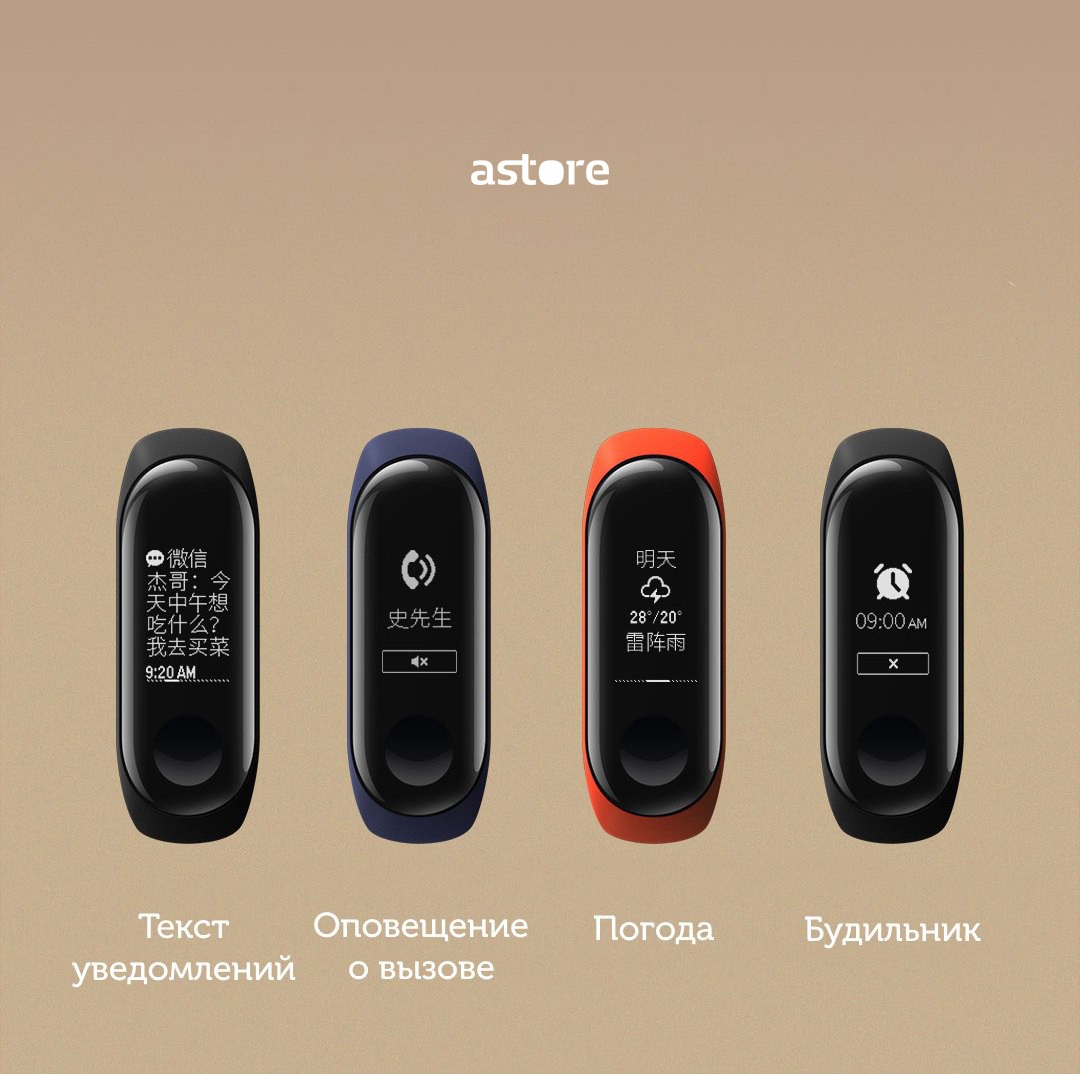 astore
微信
杰哥：今
天中午想
吃什么？
我去买菜
9:20 AM
史先生
明天
28°/20°
雷阵雨
09:00 AM
Текст
уведомлений
Оповещение
о вызове
Погода
Будильник